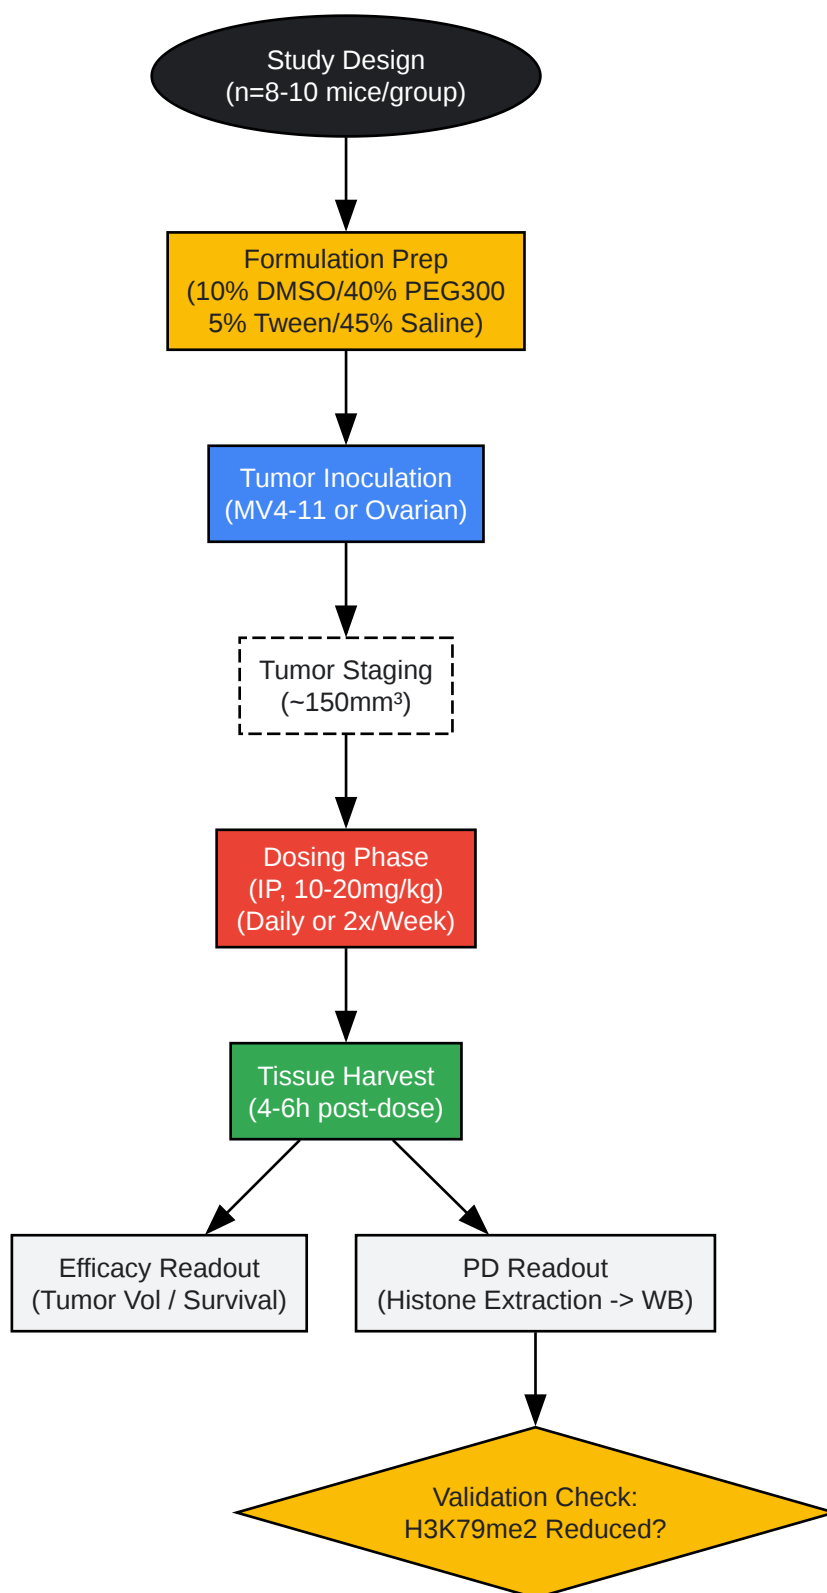 Study Design
(n=8-10 mice/group)
Formulation Prep
(10% DMSO/40% PEG300
5% Tween/45% Saline)
Tumor Inoculation
(MV4-11 or Ovarian)
Tumor Staging
(~150mm³)
Dosing Phase
(IP, 10-20mg/kg)
(Daily or 2x/Week)
Tissue Harvest
(4-6h post-dose)
Efficacy Readout
(Tumor Vol / Survival)
PD Readout
(Histone Extraction -> WB)
Validation Check:
H3K79me2 Reduced?